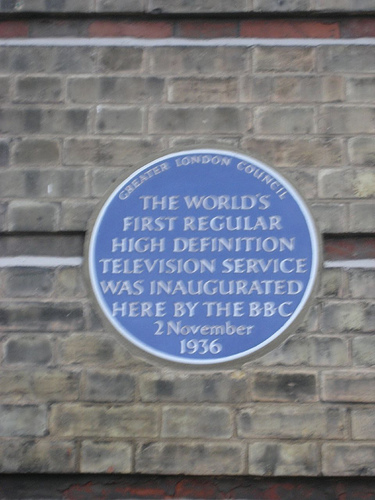 GREATER LONDON COUNCIL
THE WORLD'S
FIRST REGULAR
HIGH DEFINITION
TELEVISION SERVICE
WAS INAUGURATED
HERE BY THE BBC
2 November
1936